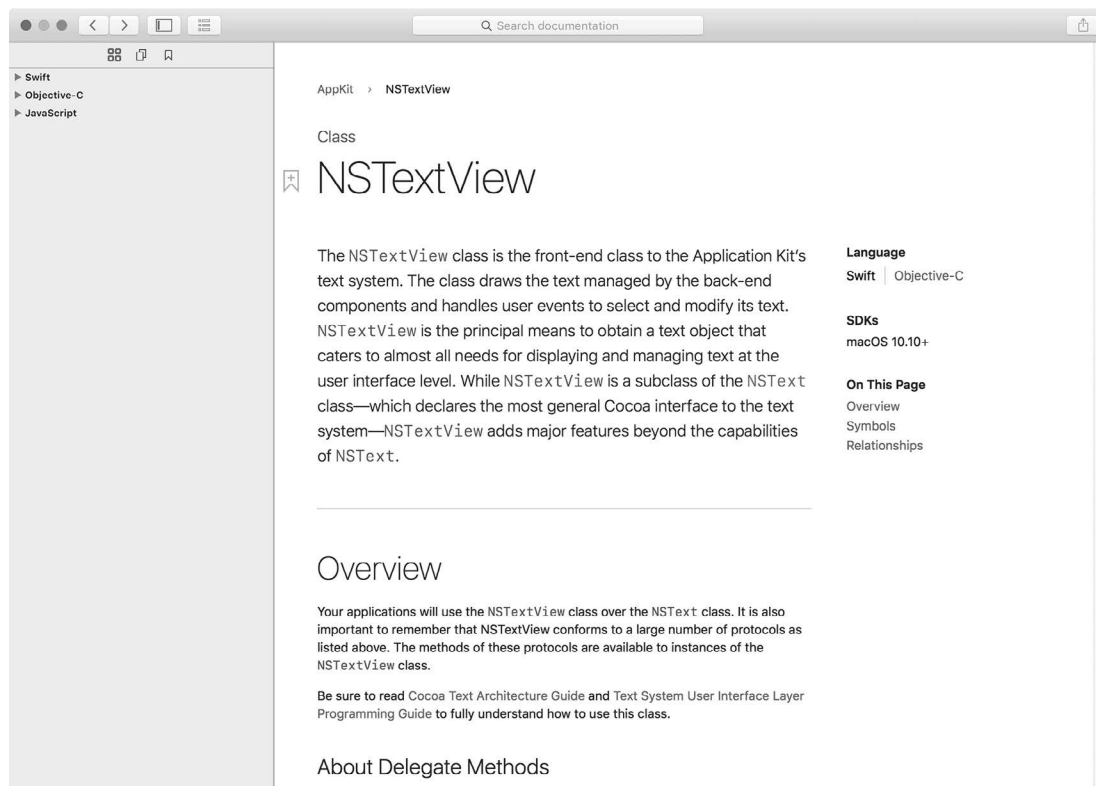 Search documentation
Swift
Objective-C
JavaScript
AppKit › NSTextView
Class
NSTextView
The NSTextView class is the front-end class to the Application Kit’s
text system. The class draws the text managed by the back-end
components and handles user events to select and modify its text.
NSTextView is the principal means to obtain a text object that
caters to almost all needs for displaying and managing text at the
user interface level. While NSTextView is a subclass of the NSText
class—which declares the most general Cocoa interface to the text
system—NSTextView adds major features beyond the capabilities
of NSText.
Language
Swift Objective-C
SDKs
macOS 10.10+
On This Page
Overview
Symbols
Relationships
Overview
Your applications will use the NSTextView class over the NSText class. It is also
important to remember that NSTextView conforms to a large number of protocols as
listed above. The methods of these protocols are available to instances of the
NSTextView class.
Be sure to read Cocoa Text Architecture Guide and Text System User Interface Layer
Programming Guide to fully understand how to use this class.
About Delegate Methods